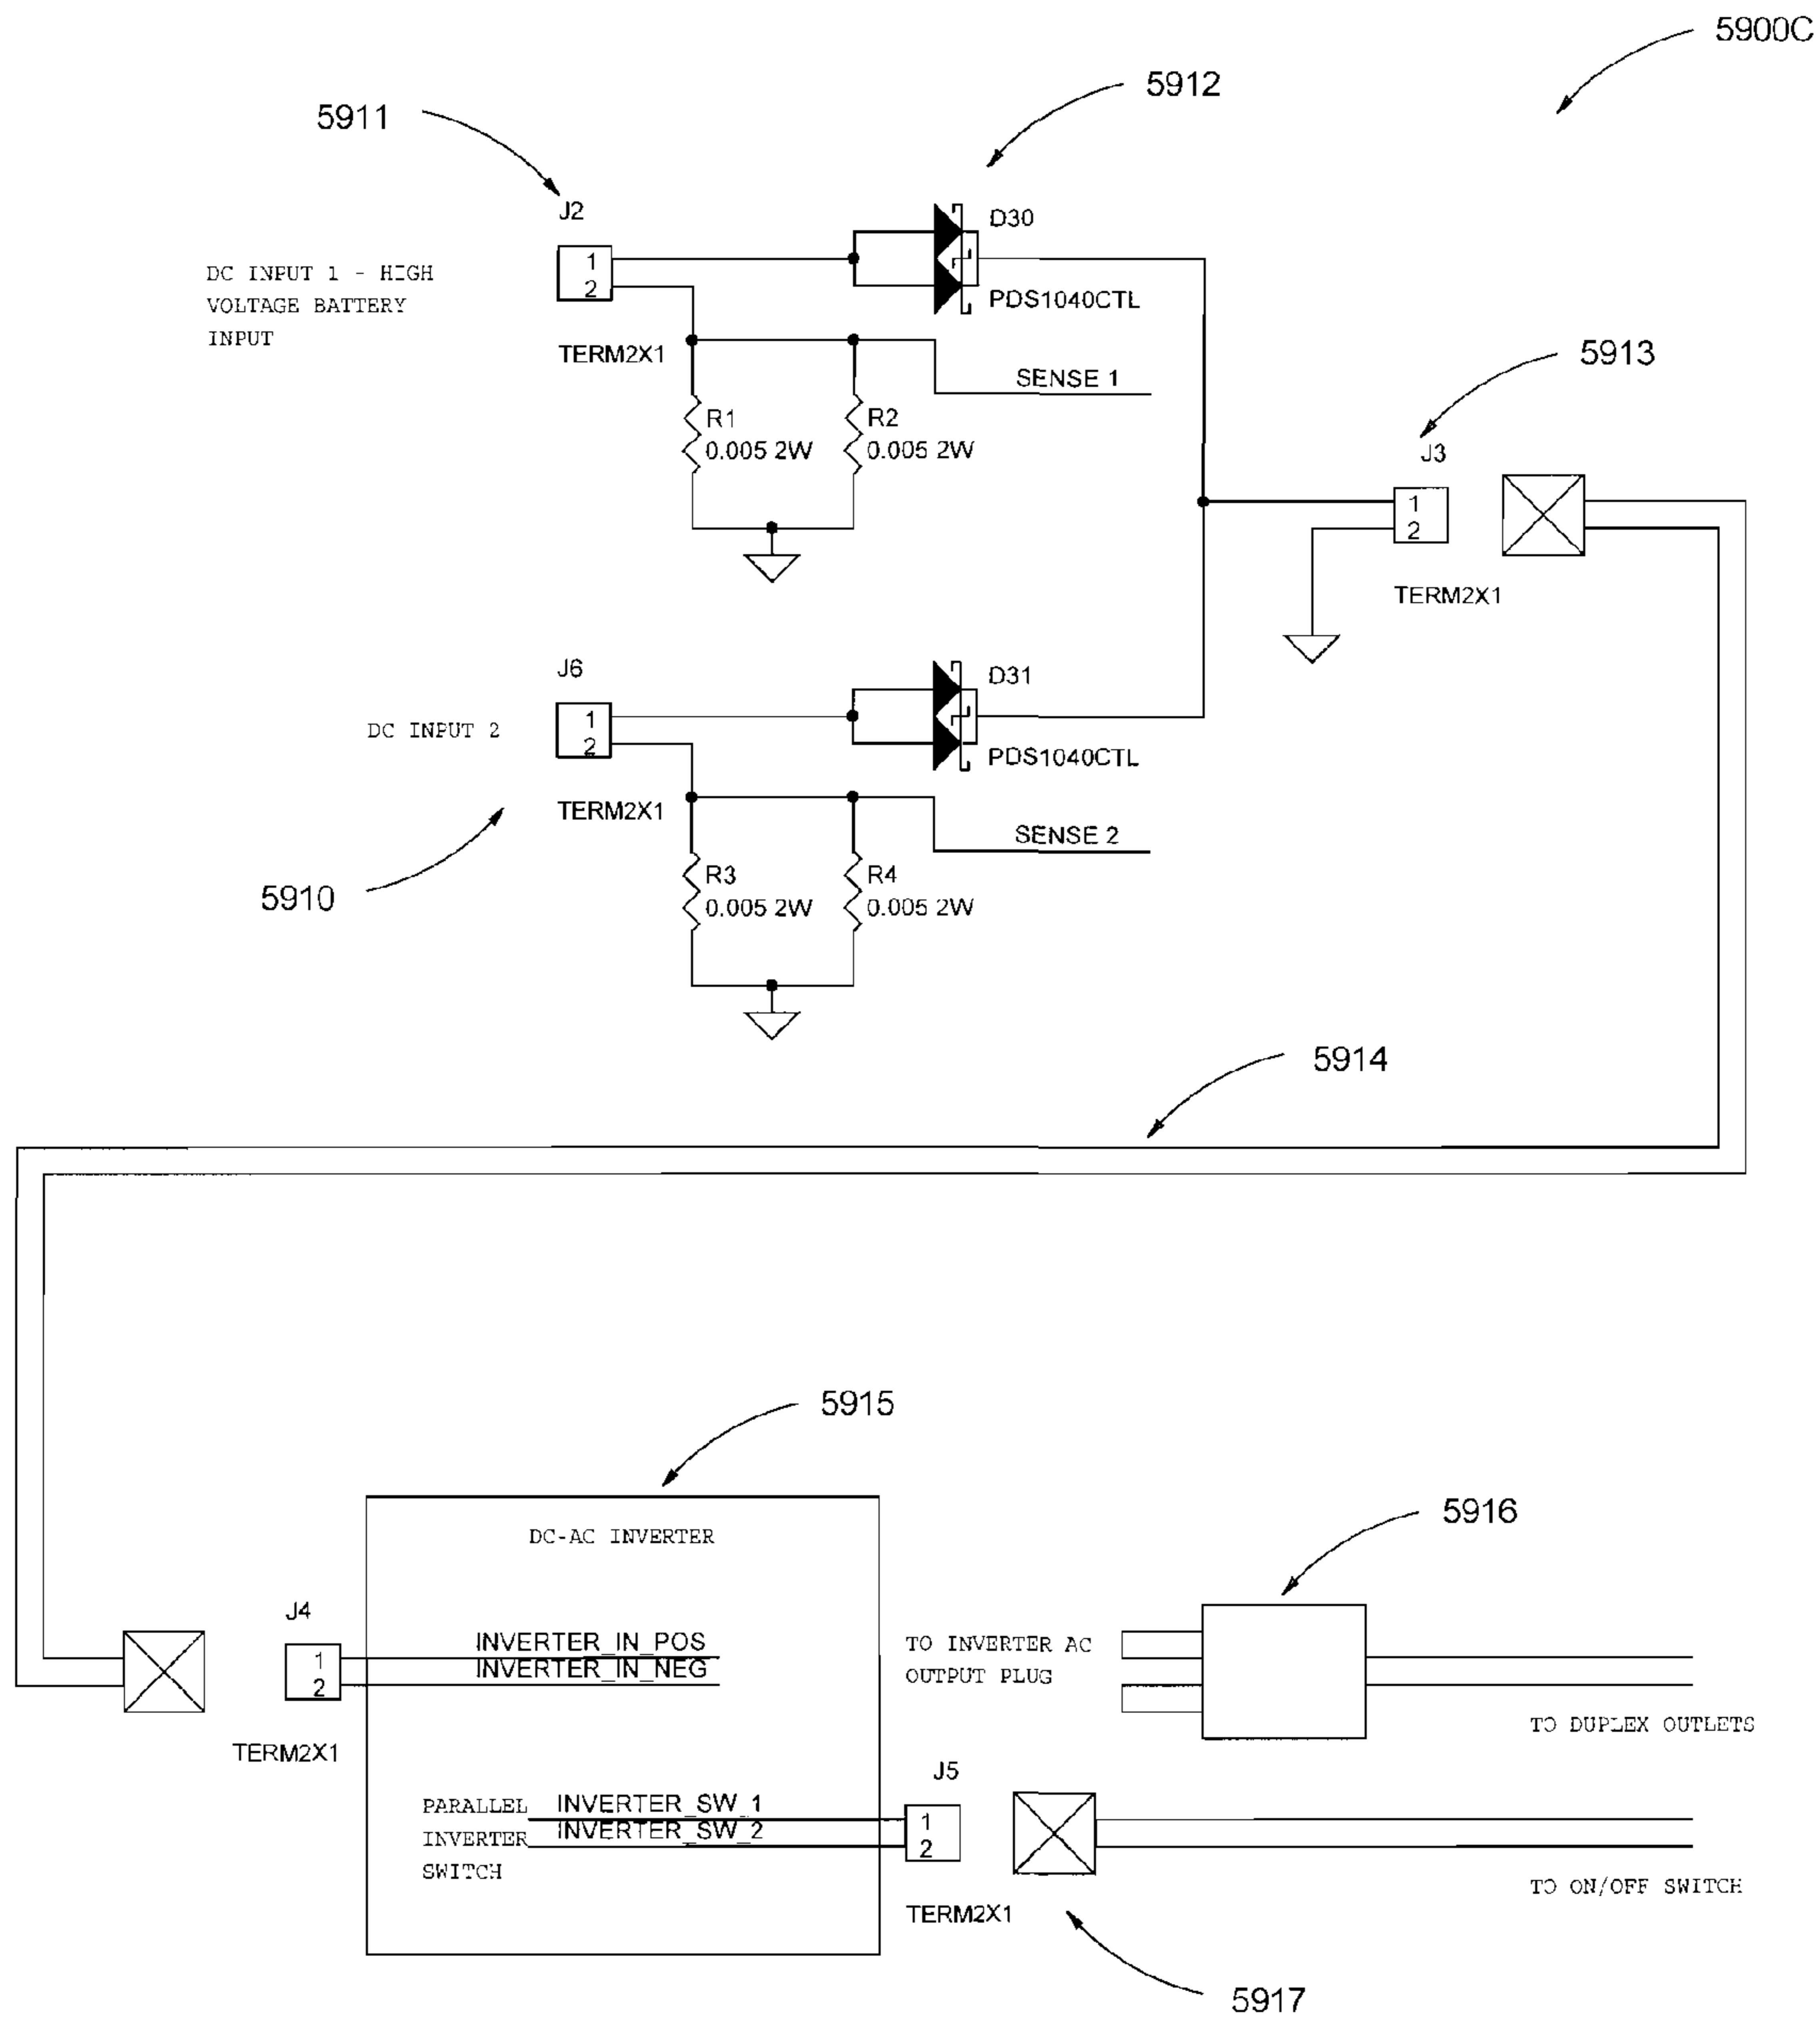 5900C
5912
5911
J2
D30
DC INPUT 1 - HIGH
VOLTAGE BATTERY
INPUT
1
2
PDS1040CTL
TERM2X1
SENSE 1
5913
R1
0.005 2W
R2
0.005 2W
J3
1
2
TERM2X1
J6
D31
DC INPUT 2
1
2
PDS1040CTL
TERM2X1
SENSE 2
5910
R3
0.005 2W
R4
0.005 2W
5914
5915
5916
DC-AC INVERTER
J4
1
2
INVERTER_IN_POS
INVERTER_IN_NEG
TERM2X1
TO INVERTER AC
OUTPUT PLUG
TO DUPLEX OUTLETS
J5
PARALLEL
INVERTER
SWITCH
INVERTER_SW_1
INVERTER_SW_2
1
2
TERM2X1
TO ON/OFF SWITCH
5917